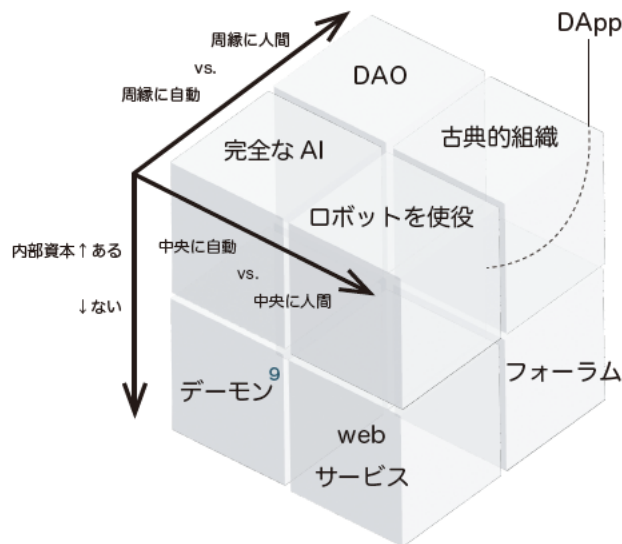 DApp
周縁に人間
vs.
周縁に自動
DAO
完全な AI
古典的組織
ロボットを使役
内部資本↑ある
↓ない
中央に自動
vs.
中央に人間
デーモン9
フォーラム
web
サービス